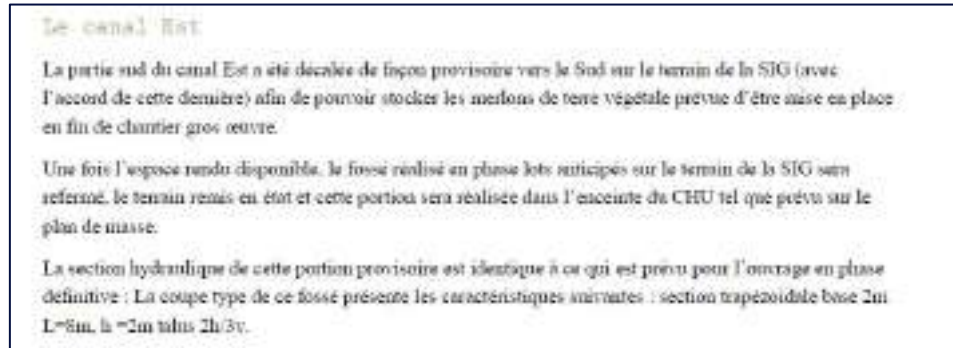 Le canal Est
La partie sud du canal Est a été décalée de façon provisoire vers le Sud sur le terrain de la SIG (avec
l'accord de cette dernière) afin de pouvoir stocker les merlons de terre végétale prévue d'être mise en place
en fin de chantier gros œuvre.
Une fois l'espace rendu disponible, le fossé réalisé en phase lots anticipés sur le terrain de la SIG sera
refermé, le terrain remis en état et cette portion sera réalisée dans l'enceinte du CHU tel que prévu sur le
plan de masse.
La section hydraulique de cette portion provisoire est identique à ce qui est prévu pour l'ouvrage en phase
définitive : La coupe type de ce fossé présente les caractéristiques suivantes : section trapézoïdale base 2m
L=8m, h =2m talus 2h/3v.